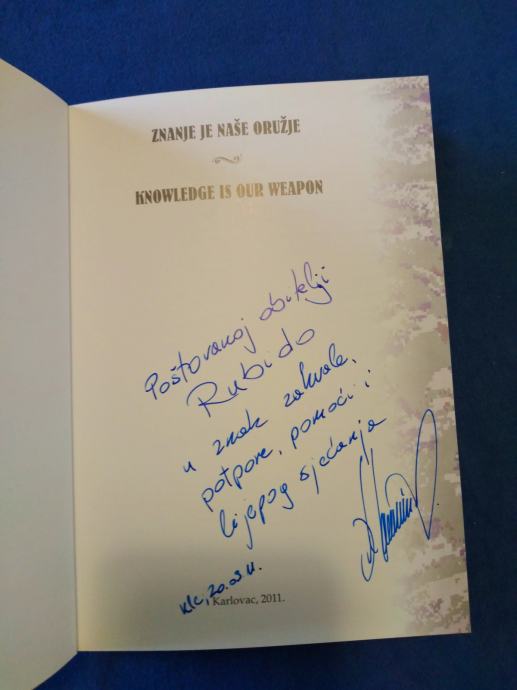 ZNANJE JE NAŠE ORUŽJE
KNOWLEDGE IS OUR WEAPON
Poštovanoj obitelji
Rubido
u znak zahvale,
potpore, pomoći i
lijepog sjećanja
Klc, 20.09.11.
Karlovac, 2011.